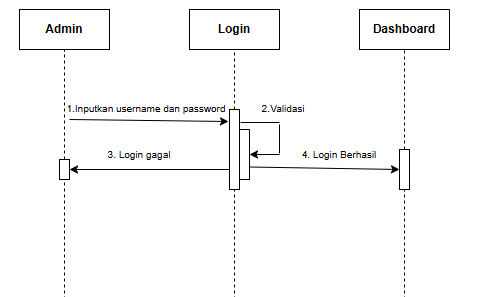 Admin
Login
Dashboard
1.Inputkan username dan password
2.Validasi
3. Login gagal
4. Login Berhasil